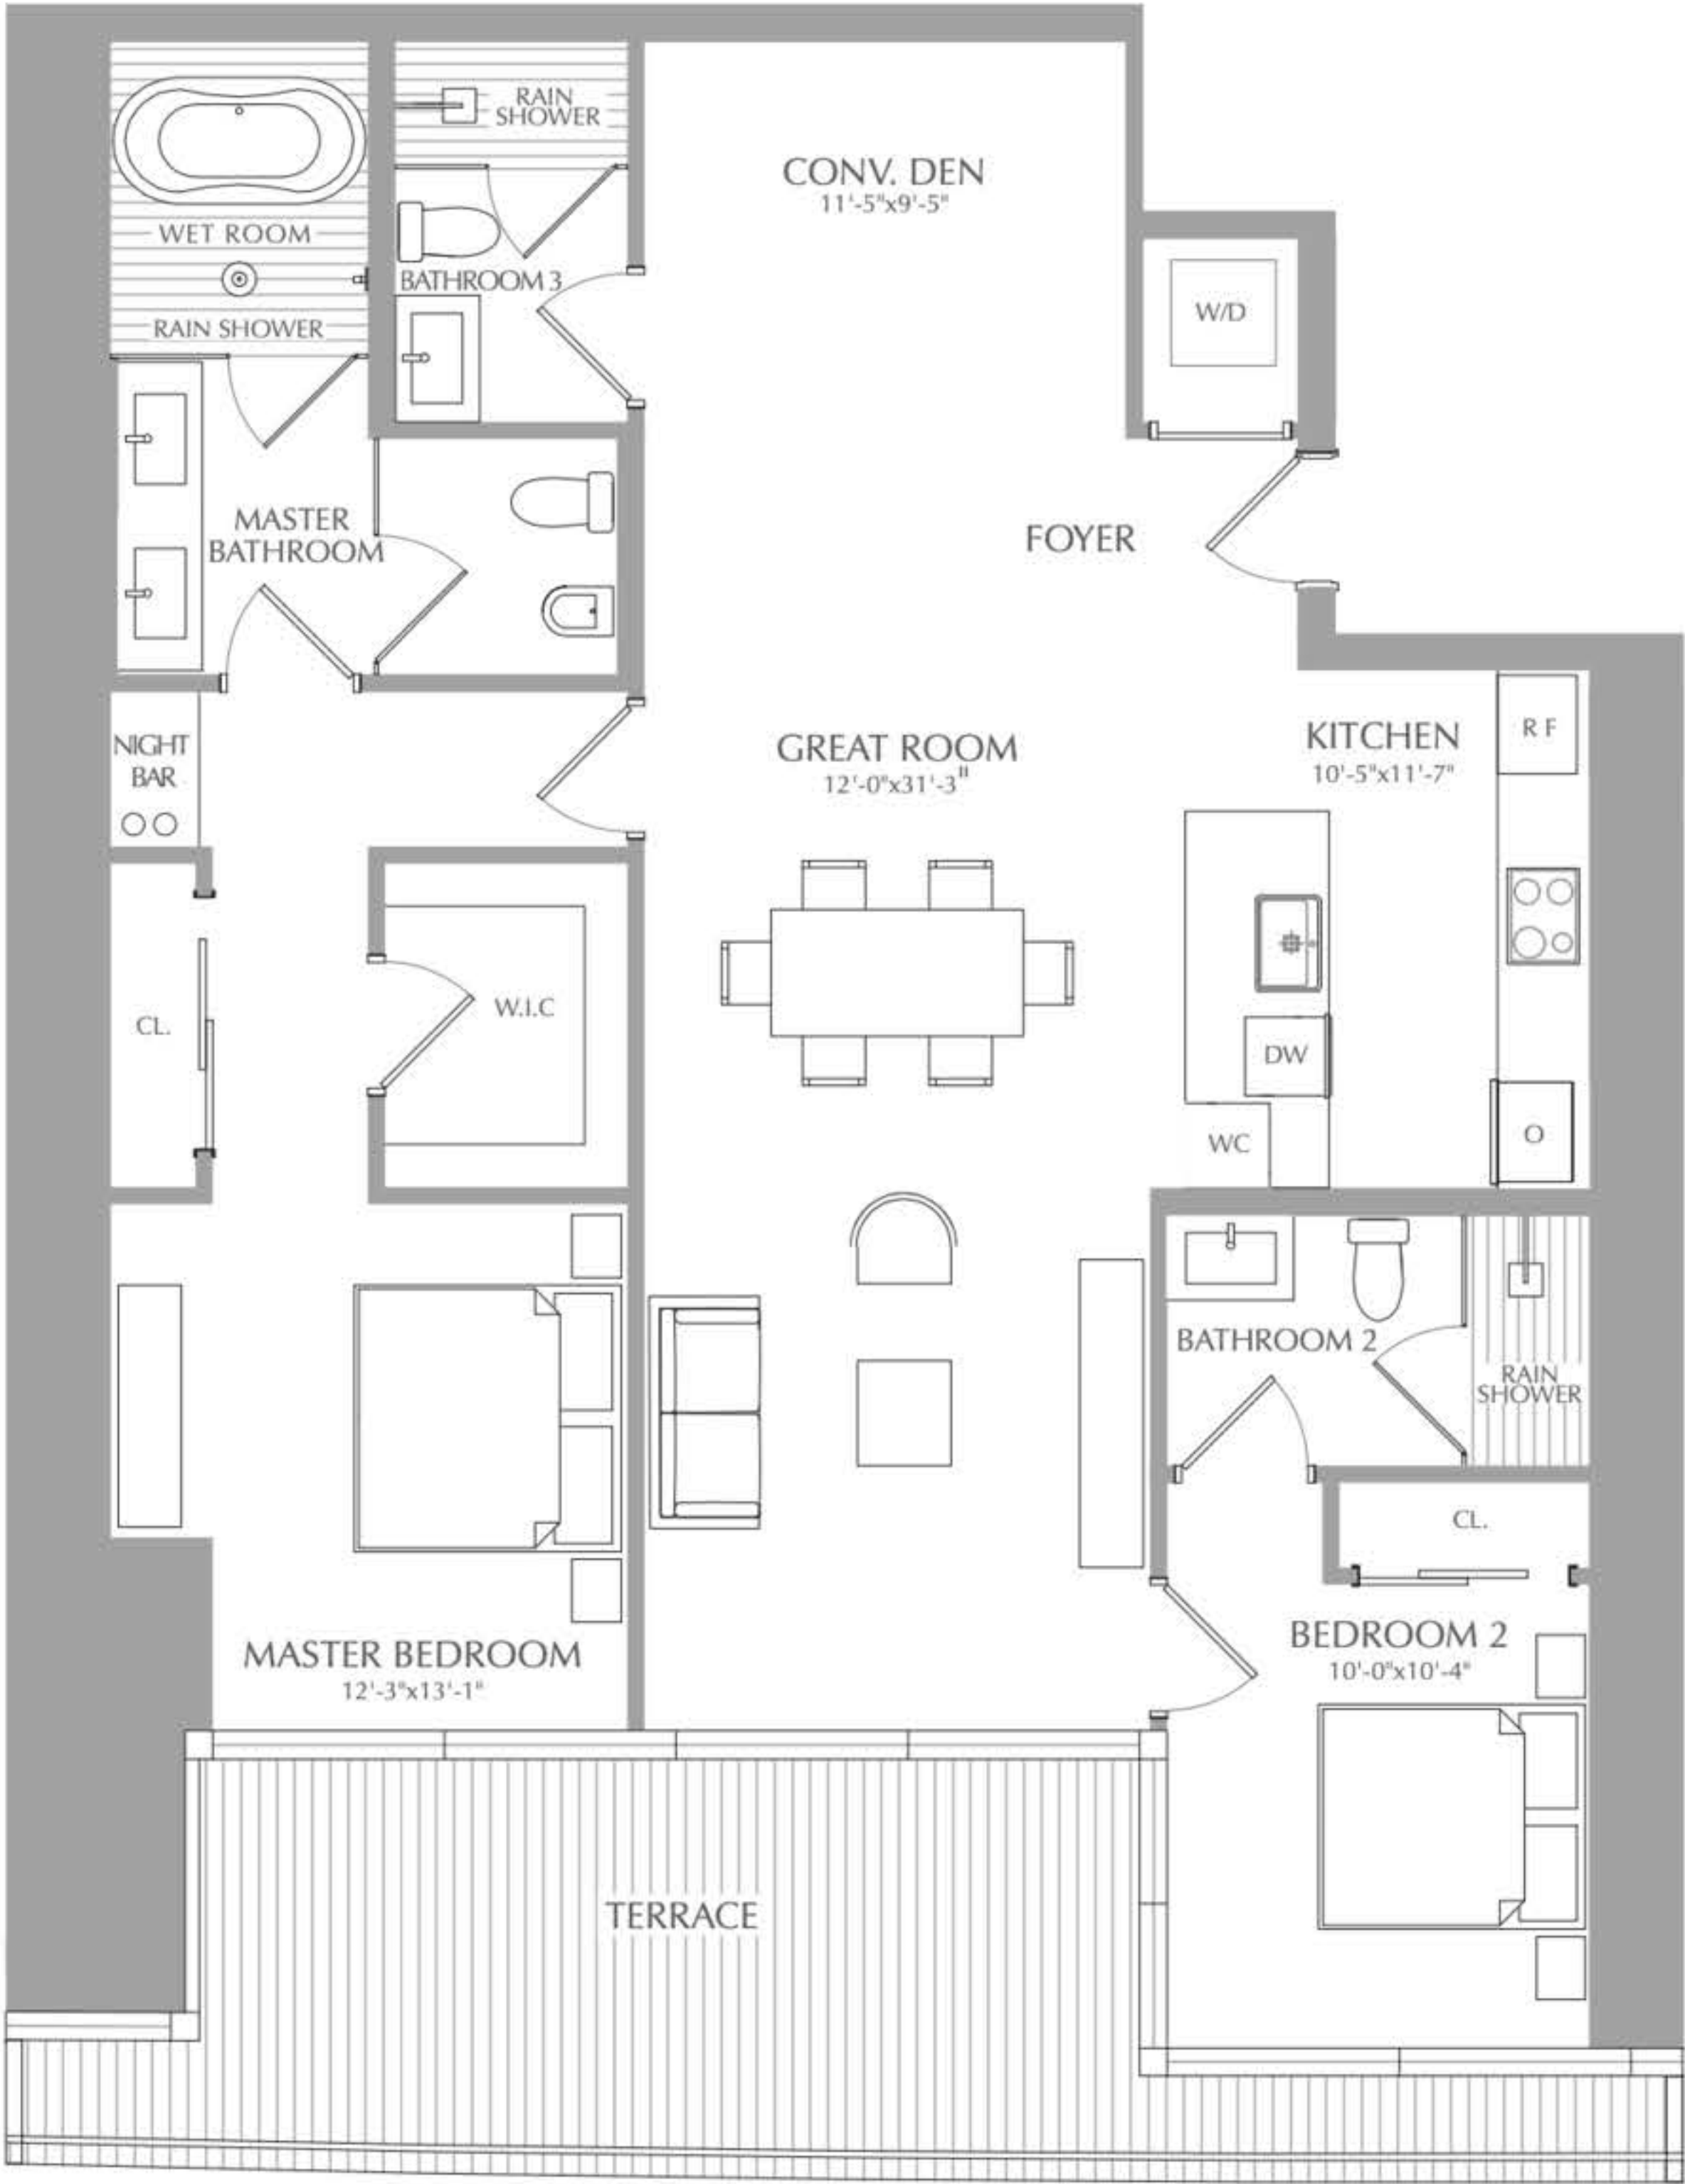 RAIN
SHOWER
CONV. DEN
11'-5"x9'-5"
WET ROOM
BATHROOM 3
RAIN SHOWER
W/D
MASTER
BATHROOM
FOYER
NIGHT
BAR
GREAT ROOM
12'-0"x31'-3"
KITCHEN
10'-5"x11'-7"
R F
CL.
W.I.C
DW
WC
O
BATHROOM 2
RAIN
SHOWER
CL.
MASTER BEDROOM
12'-3"x13'-1"
BEDROOM 2
10'-0"x10'-4"
TERRACE